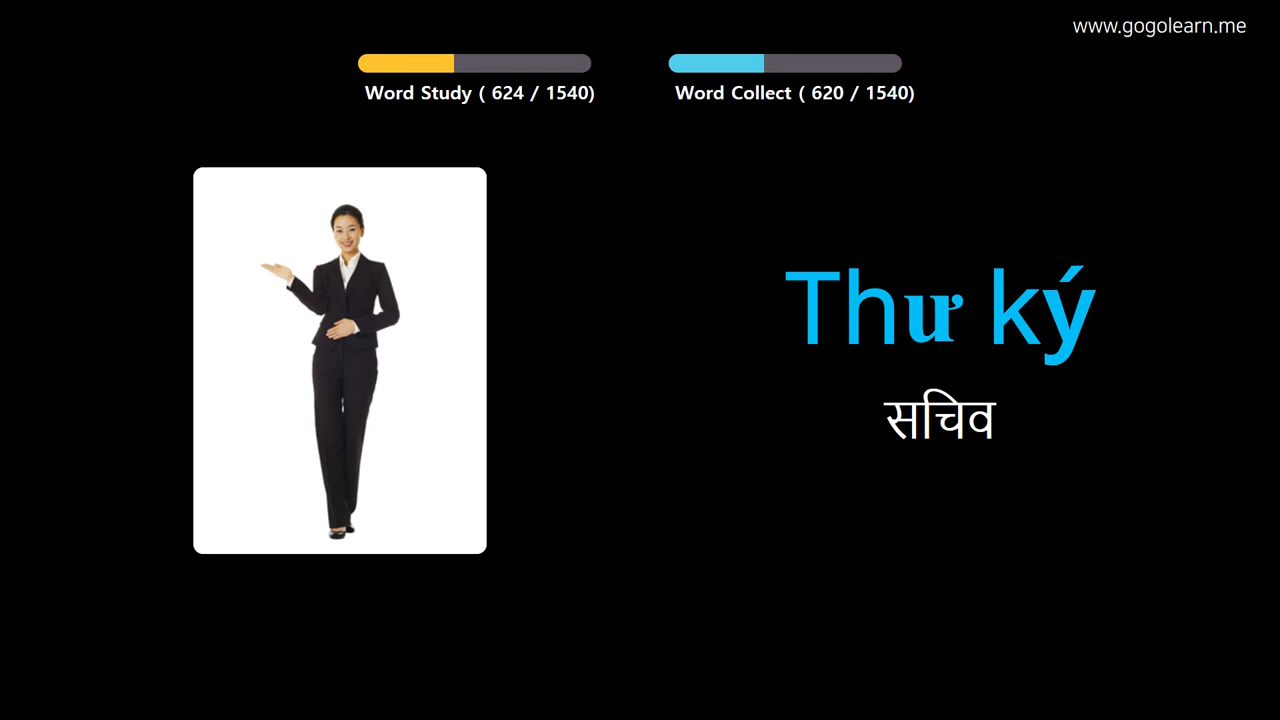 www.gogolearn.me
Word Study ( 624 / 1540)
Word Collect ( 620 / 1540)
Thư ký
सचिव